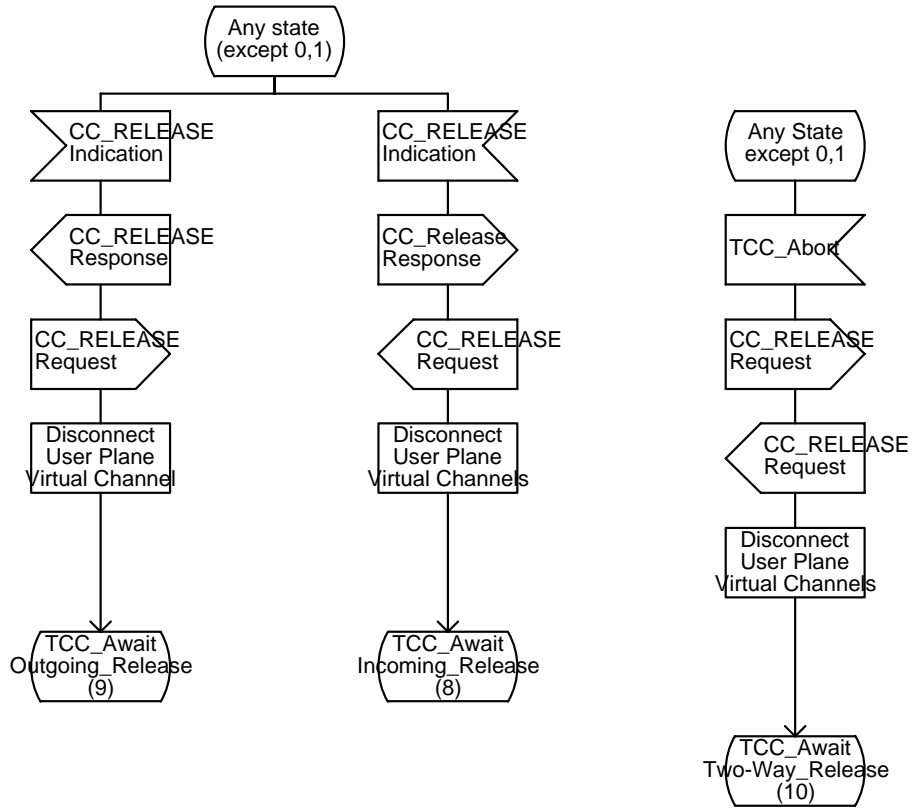 Any state
(except 0,1)
CC_RELEASE
Indication
CC_RELEASE
Response
CC_RELEASE
Request
Disconnect
User Plane
Virtual Channel
TCC_Await
Outgoing_Release
(9)
CC_RELEASE
Indication
CC_Release
Response
CC_RELEASE
Request
Disconnect
User Plane
Virtual Channels
TCC_Await
Incoming_Release
(8)
Any State
except 0,1
TCC_Abort
CC_RELEASE
Request
CC_RELEASE
Request
Disconnect
User Plane
Virtual Channels
TCC_Await
Two-Way_Release
(10)